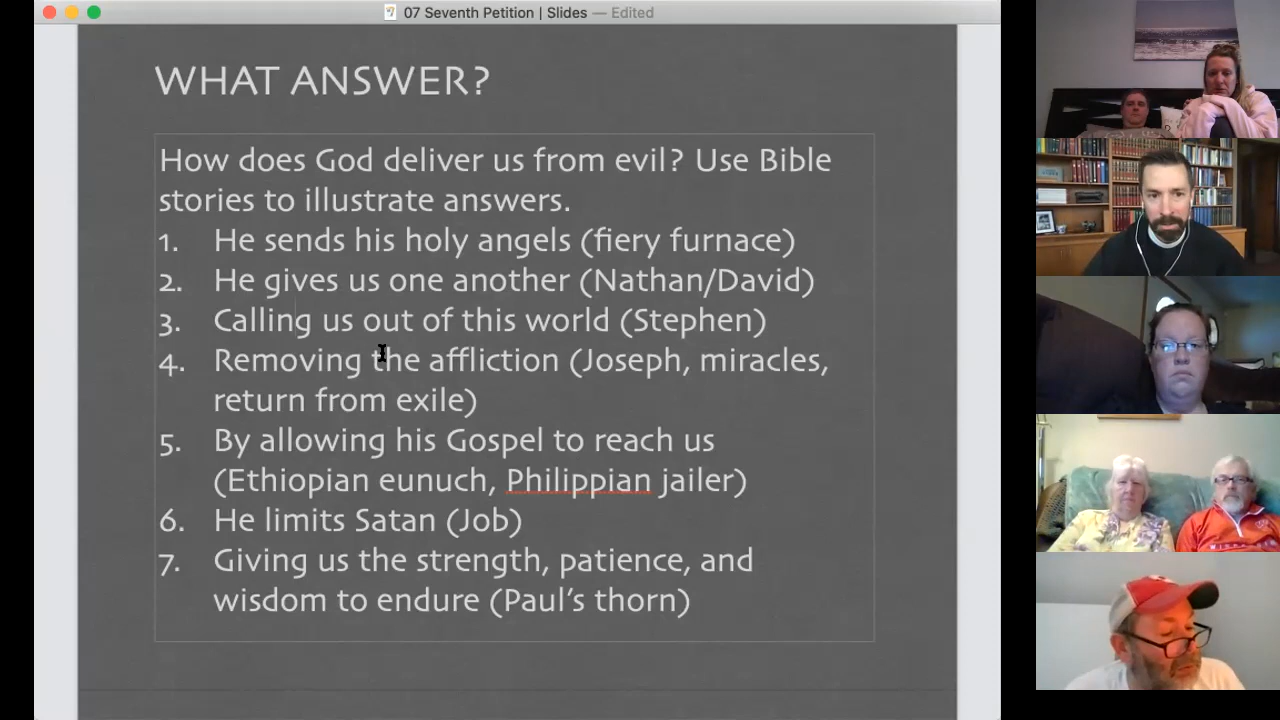 07 Seventh Petition | Slides — Edited
WHAT ANSWER?
How does God deliver us from evil? Use Bible
stories to illustrate answers.
1. He sends his holy angels (fiery furnace)
2. He gives us one another (Nathan/David)
3. Calling us out of this world (Stephen)
4. Removing the affliction (Joseph, miracles,
return from exile)
5. By allowing his Gospel to reach us
(Ethiopian eunuch, Philippian jailer)
6. He limits Satan (Job)
7. Giving us the strength, patience, and
wisdom to endure (Paul’s thorn)